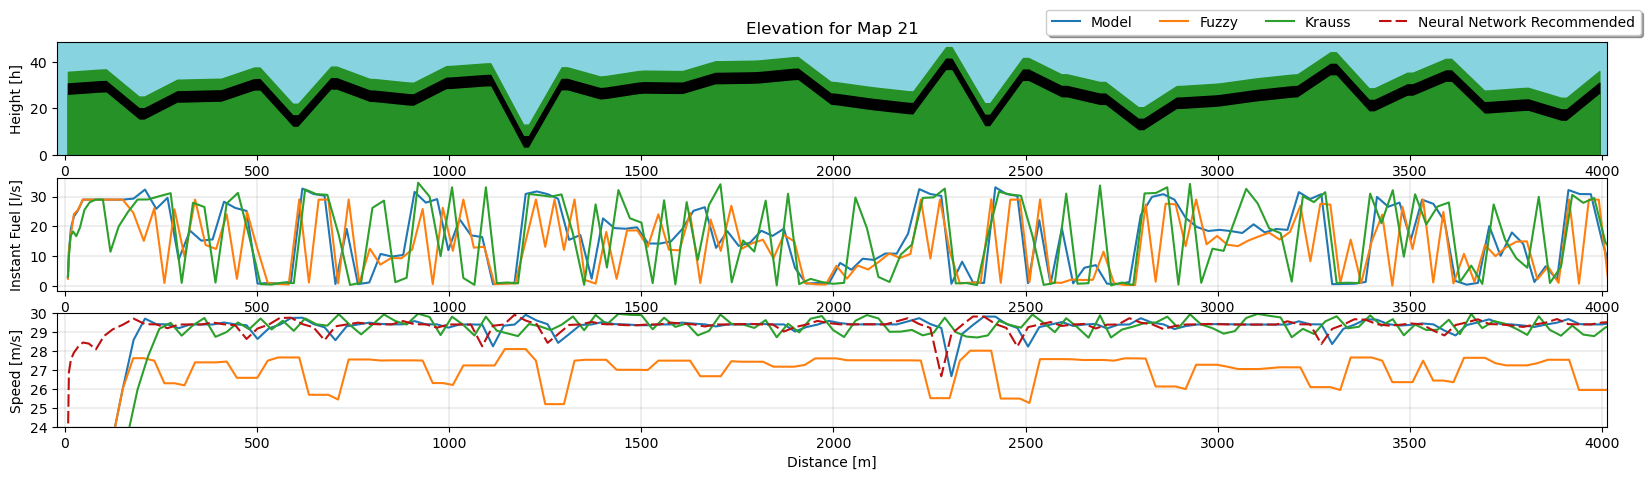 Elevation for Map 21
Model Fuzzy Krauss Neural Network Recommended
Height [h]
40
20
0
0 500 1000 1500 2000 2500 3000 3500 4000
Instant Fuel [l/s]
30
20
10
0
0 500 1000 1500 2000 2500 3000 3500 4000
Speed [m/s]
30
29
28
27
26
25
24
0 500 1000 1500 2000 2500 3000 3500 4000
Distance [m]